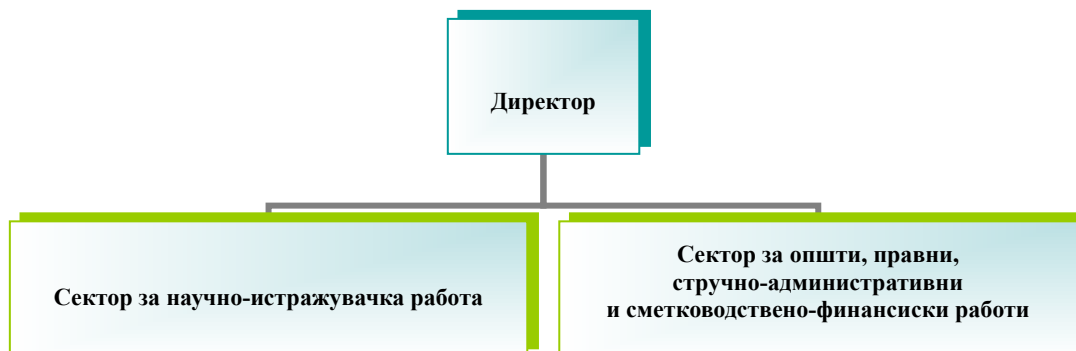 Директор
Сектор за научно-истражувачка работа
Сектор за општи, правни,
стручно-административни
и сметководствено-финансиски работи